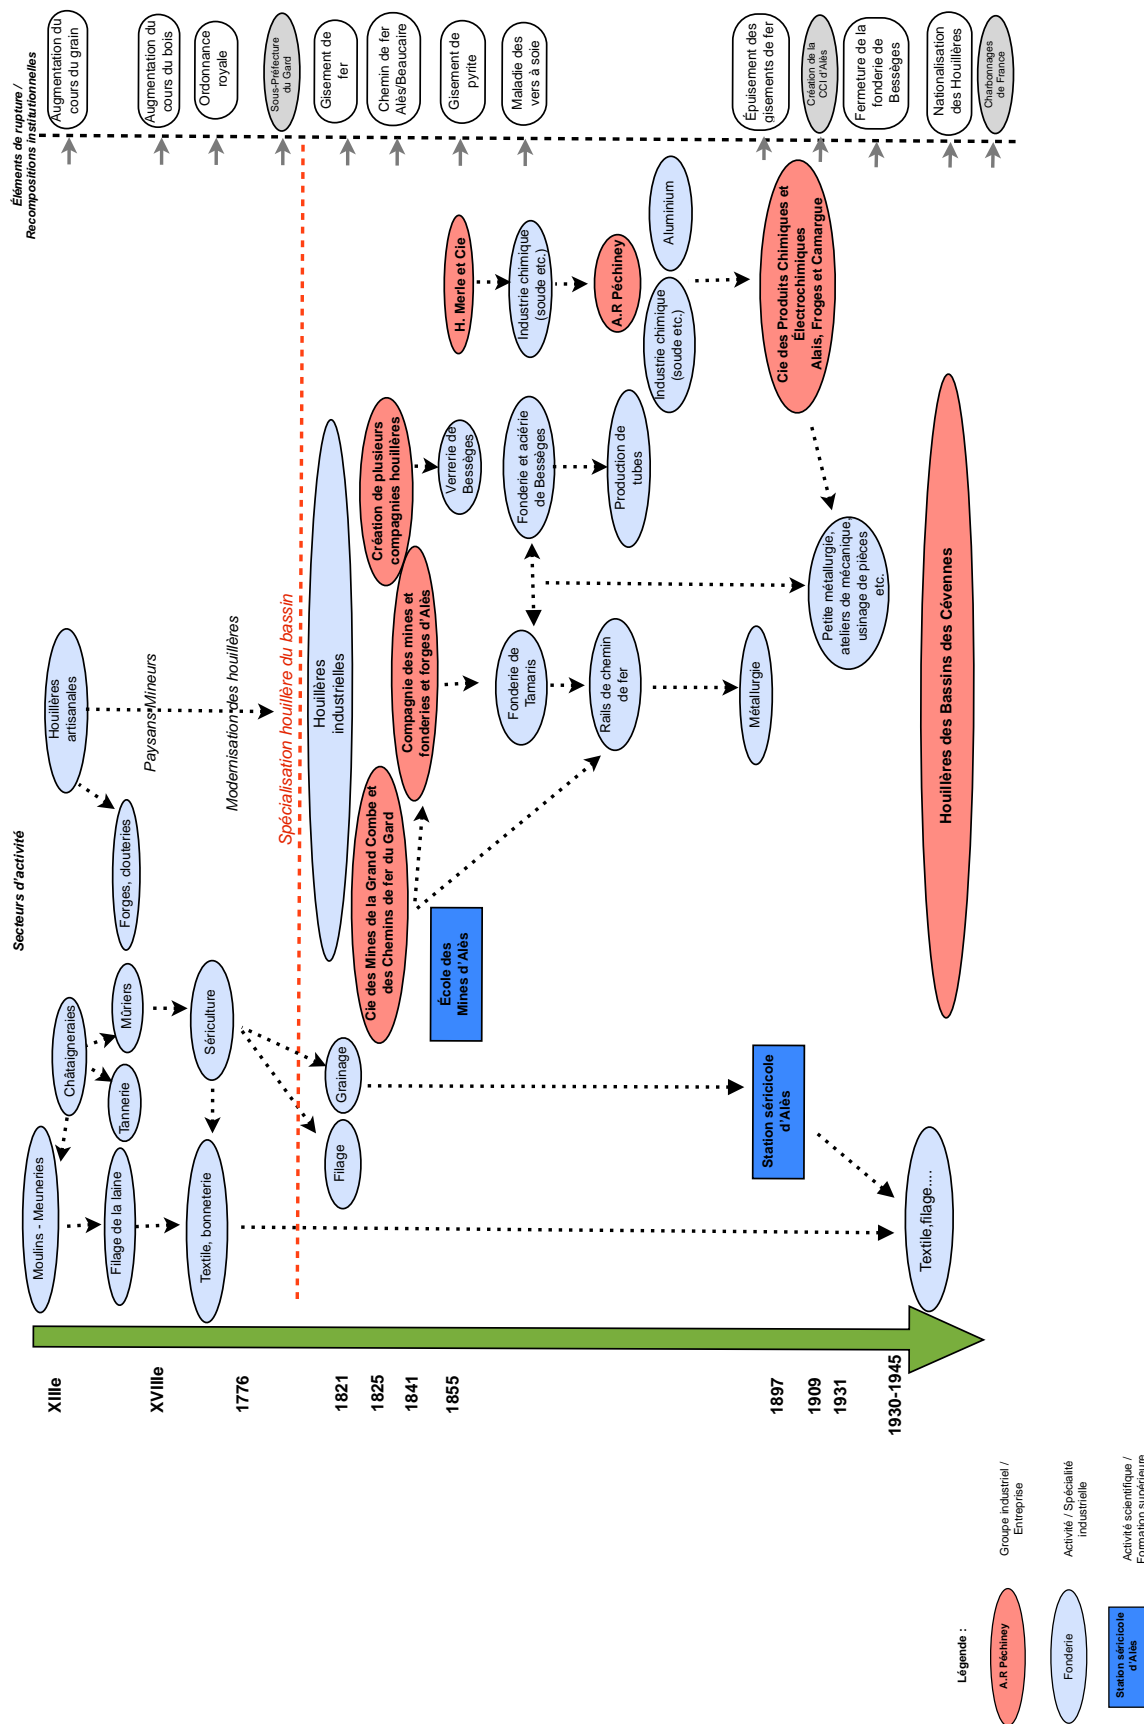 Éléments de rupture /
Recompositions institutionnelles
Augmentation du
cours du grain
Augmentation du
cours du bois
Ordonnance
royale
Sous-Préfecture
du Gard
Gisement de
fer
Chemin de fer
Alès/Beaucaire
Gisement de
pyrite
Maladie des
vers à soie
Épuisement des
gisements de fer
Création de la
CCI d'Alès
Fermeture de la
fonderie de
Bessèges
Nationalisation
des Houillères
Charbonnages
de France
Secteurs d'activité
Moulins - Meuneries
Châtaigneraies
Houillères
artisanales
Filage de la laine
Tannerie
Mûriers
Forges, clouteries
Paysans-Mineurs
Textile, bonneterie
Sériculture
Modernisation des houillères
Spécialisation houillère du bassin
Filage
Grainage
Houillères
industrielles
Cie des Mines de la Grand Combe et
des Chemins de fer du Gard
Compagnie des mines et
fonderies et forges d'Alès
Création de plusieurs
compagnies houillères
École des
Mines d'Alès
Verrerie de
Bessèges
H. Merle et Cie
Fonderie de
Tamaris
Fonderie et aciérie
de Bessèges
Industrie chimique
(soude etc.)
Rails de chemin
de fer
Production de
tubes
A.R Péchiney
Industrie chimique
(soude etc.)
Aluminium
Station séricicole
d'Alès
Métallurgie
Cie des Produits Chimiques et
Électrochimiques
Alais, Froges et Camargue
Petite métallurgie,
ateliers de mécanique,
usinage de pièces
etc.
Textile,filage....
Houillères des Bassins des Cévennes
XIIIe
XVIIIe
1776
1821
1825
1841
1855
1897
1909
1931
1930-1945
Légende :
A.R Péchiney
Groupe industriel /
Entreprise
Fonderie
Activité / Spécialité
industrielle
Station séricicole
d'Alès
Activité scientifique /
Formation supérieure